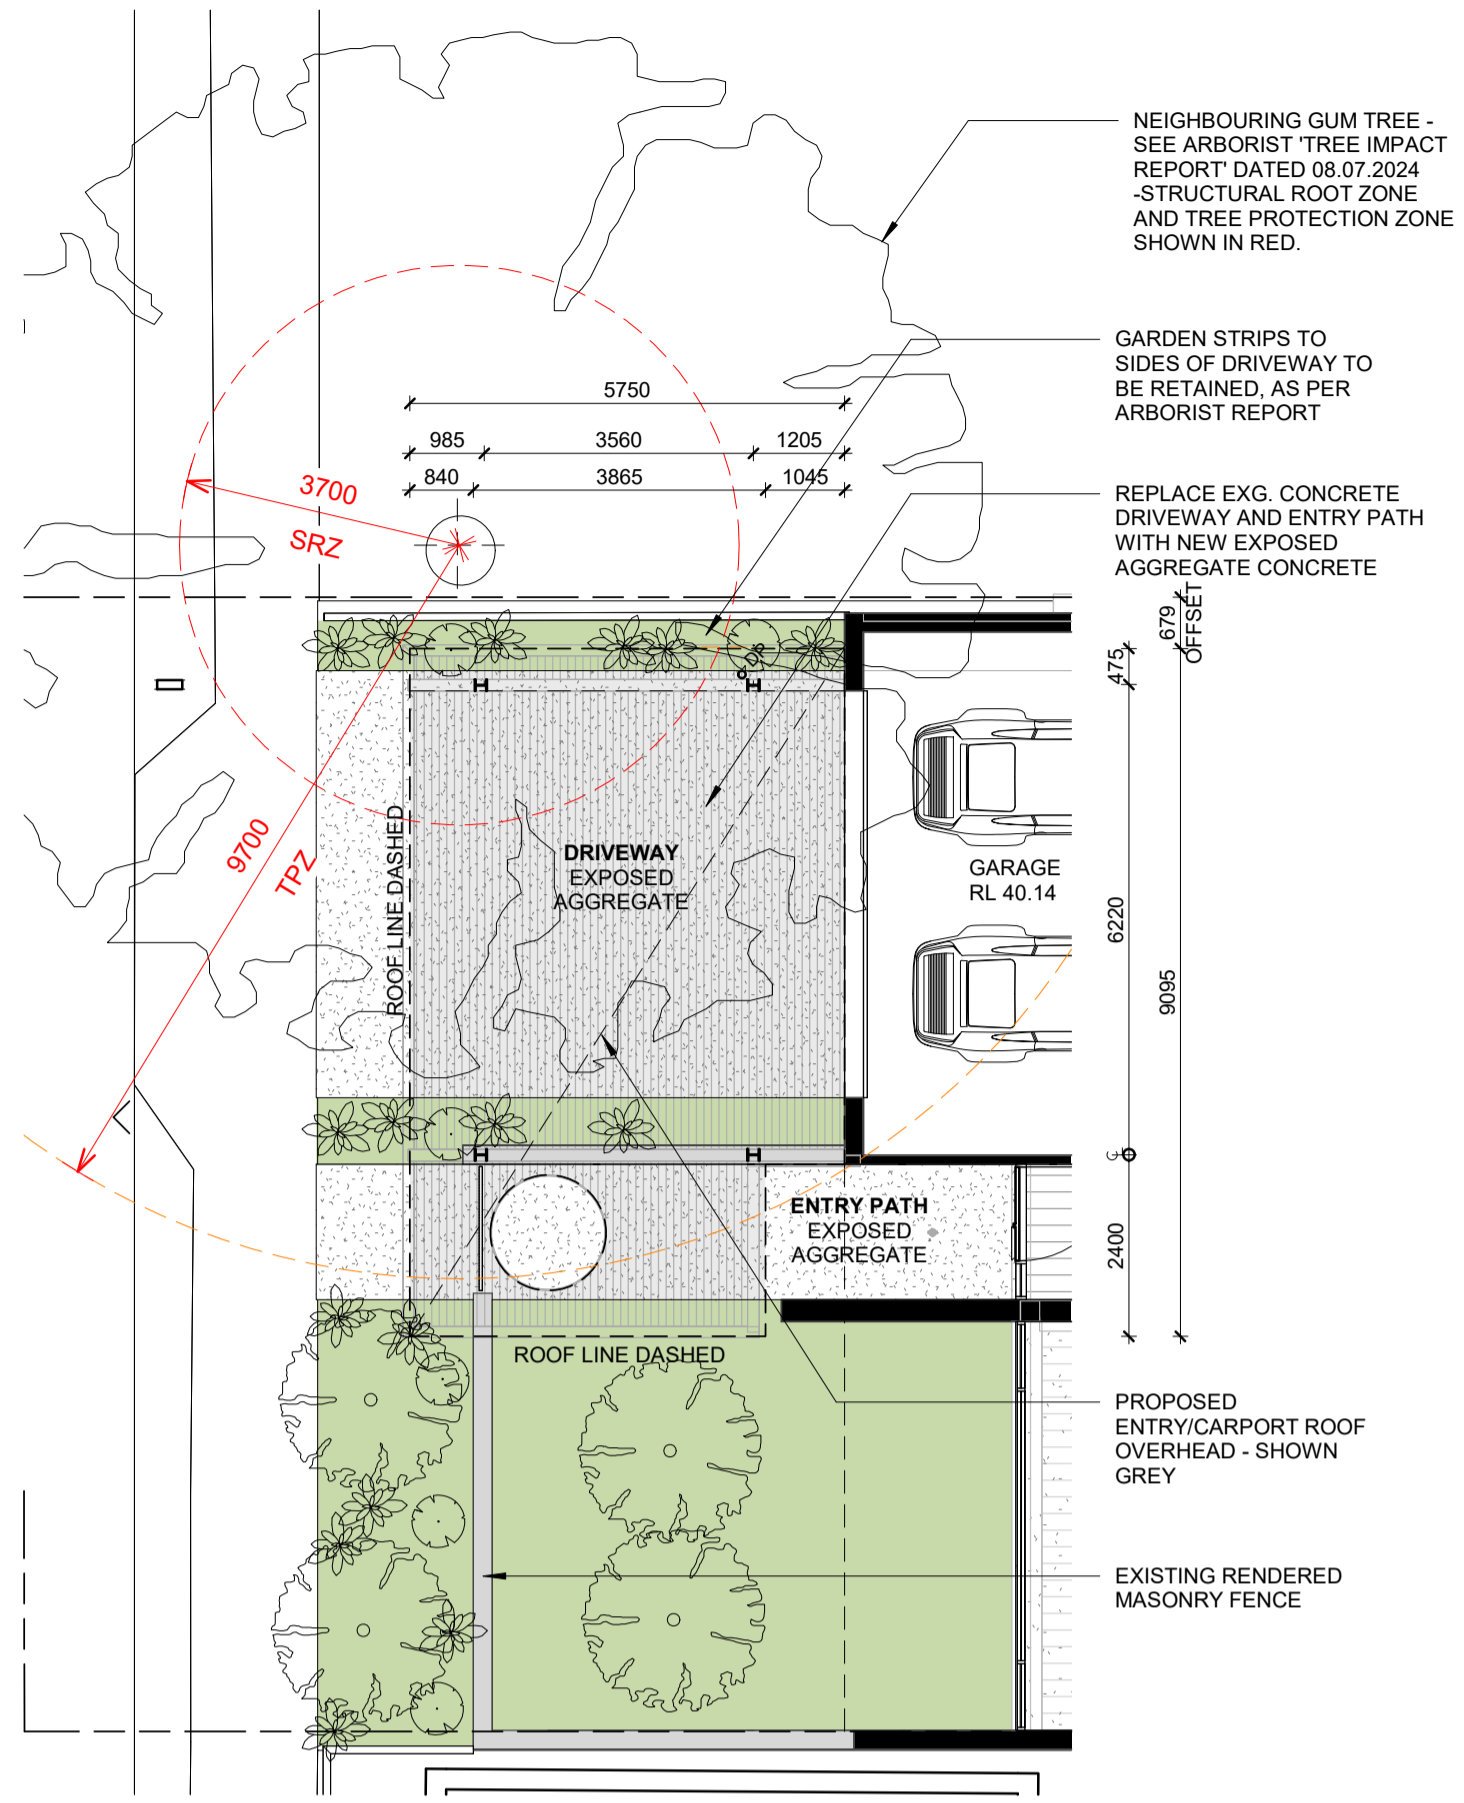 NEIGHBOURING GUM TREE -
SEE ARBORIST 'TREE IMPACT
REPORT' DATED 08.07.2024
-STRUCTURAL ROOT ZONE
AND TREE PROTECTION ZONE
SHOWN IN RED.
GARDEN STRIPS TO
SIDES OF DRIVEWAY TO
BE RETAINED, AS PER
ARBORIST REPORT
5750
985 3560 1205
840 3865 1045
3700
SRZ
REPLACE EXG. CONCRETE
DRIVEWAY AND ENTRY PATH
WITH NEW EXPOSED
AGGREGATE CONCRETE
679
OFFSET
475
DP
9700
TPZ
ROOF LINE DASHED
DRIVEWAY
EXPOSED
AGGREGATE
GARAGE
RL 40.14
6220
9095
℄
ENTRY PATH
EXPOSED
AGGREGATE
2400
ROOF LINE DASHED
PROPOSED
ENTRY/CARPORT ROOF
OVERHEAD - SHOWN
GREY
EXISTING RENDERED
MASONRY FENCE